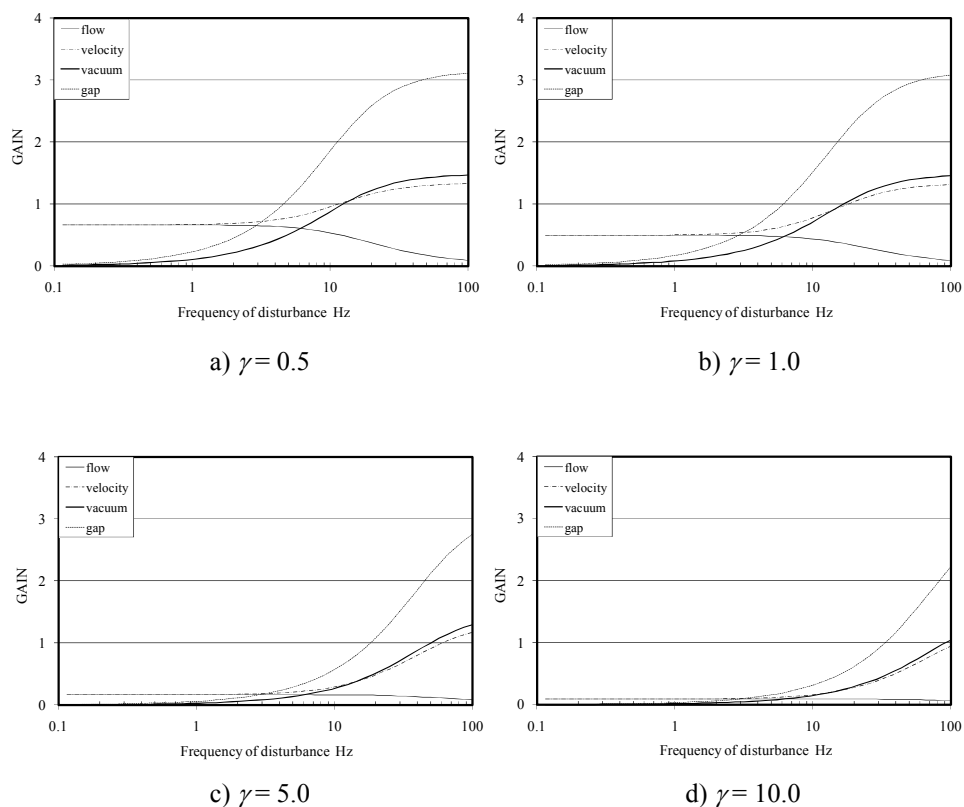 4
3
2
1
0
GAIN
flow
velocity
vacuum
gap
0.1 1 10 100
Frequency of disturbance Hz
a) γ = 0.5
4
3
2
1
0
GAIN
flow
velocity
vacuum
gap
0.1 1 10 100
Frequency of disturbance Hz
b) γ = 1.0
4
3
2
1
0
GAIN
flow
velocity
vacuum
gap
0.1 1 10 100
Frequency of disturbance Hz
c) γ = 5.0
4
3
2
1
0
GAIN
flow
velocity
vacuum
gap
0.1 1 10 100
Frequency of disturbance Hz
d) γ = 10.0